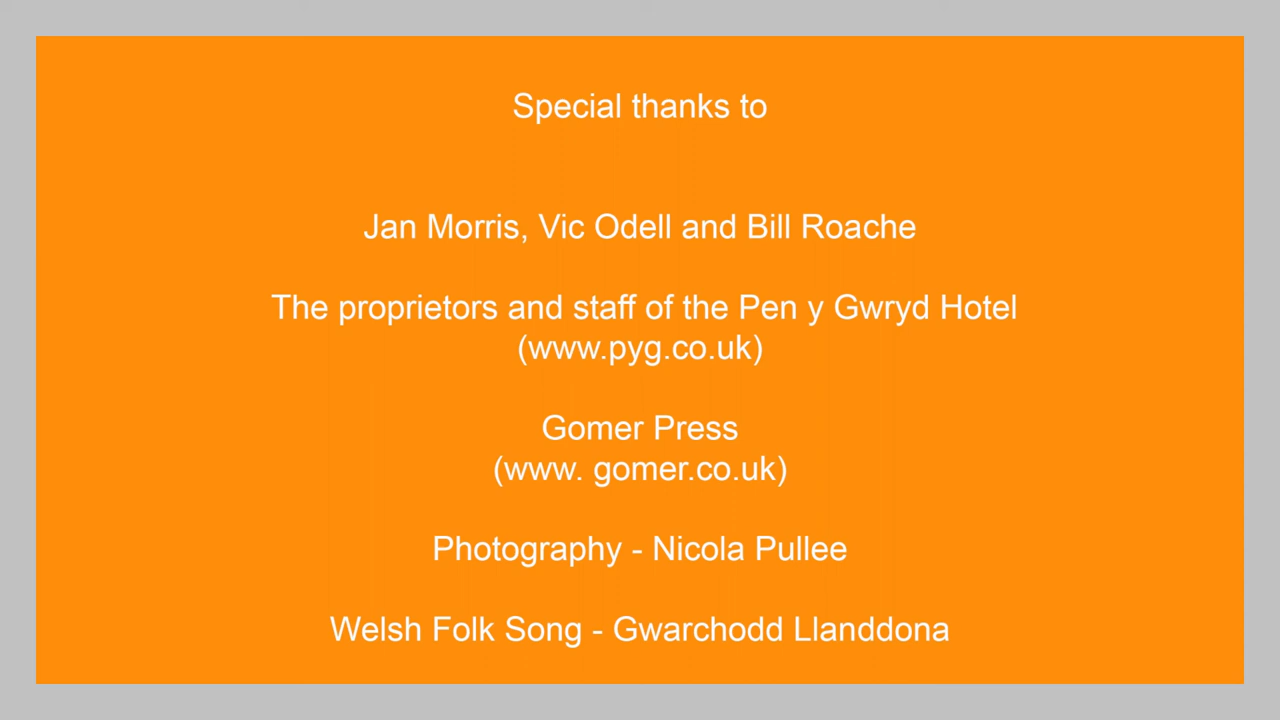 Special thanks to
Jan Morris, Vic Odell and Bill Roache
The proprietors and staff of the Pen y Gwryd Hotel
(www.pyg.co.uk)
Gomer Press
(www. gomer.co.uk)
Photography - Nicola Pullee
Welsh Folk Song - Gwarchodd Llanddona